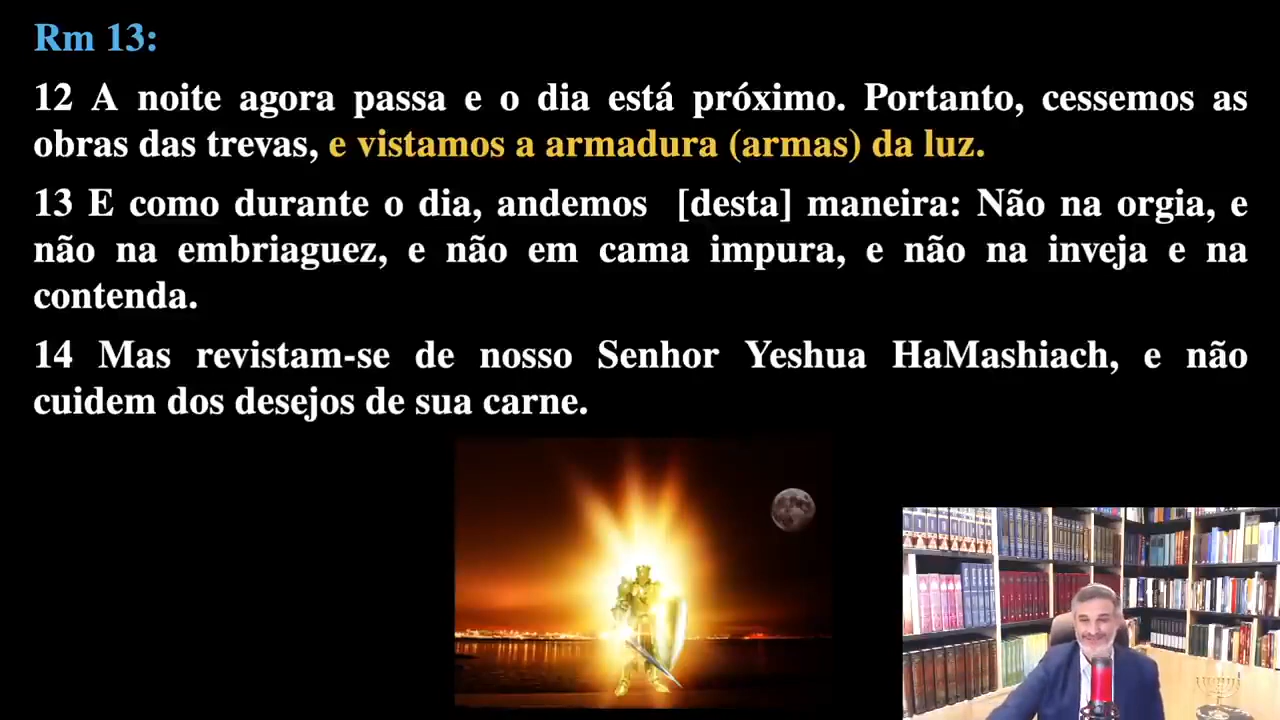 Rm 13:
12 A noite agora passa e o dia está próximo. Portanto, cessemos as
obras das trevas, e vistamos a armadura (armas) da luz.
13 E como durante o dia, andemos [desta] maneira: Não na orgia, e
não na embriaguez, e não em cama impura, e não na inveja e na
contenda.
14 Mas revistam-se de nosso Senhor Yeshua HaMashiach, e não
cuidem dos desejos de sua carne.